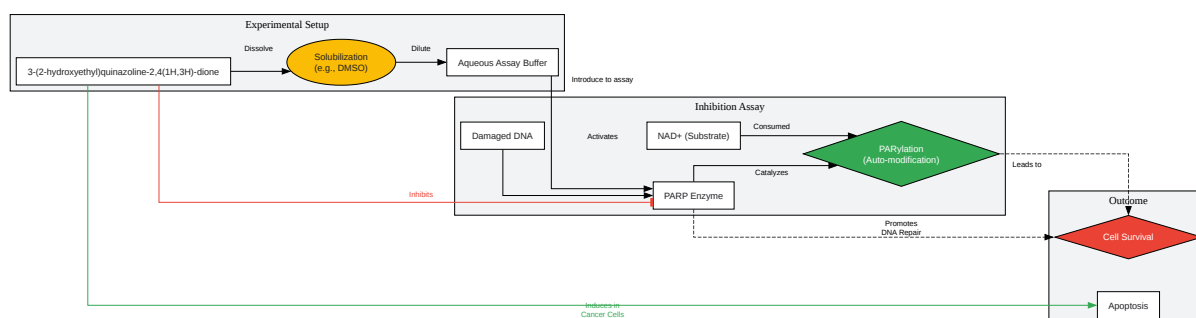 Experimental Setup
3-(2-hydroxyethyl)quinazoline-2,4(1H,3H)-dione
Dissolve
Solubilization
(e.g., DMSO)
Dilute
Aqueous Assay Buffer
Introduce to assay
Inhibition Assay
Damaged DNA
Activates
NAD+ (Substrate)
Consumed
PARylation
(Auto-modification)
Catalyzes
PARP Enzyme
Inhibits
Leads to
Promotes
DNA Repair
Outcome
Cell Survival
Induces in
Cancer Cells
Apoptosis